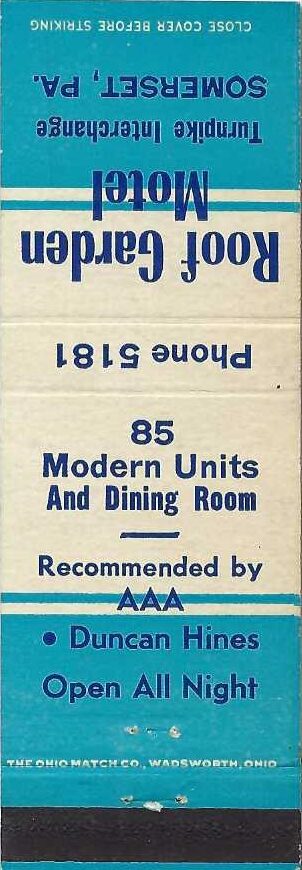 CLOSE COVER BEFORE STRIKING
Roof Garden
Motel
Turnpike Interchange
SOMERSET, PA.
Phone 5181
85
Modern Units
And Dining Room
Recommended by
AAA
• Duncan Hines
Open All Night
THE OHIO MATCH CO., WADSWORTH, OHIO